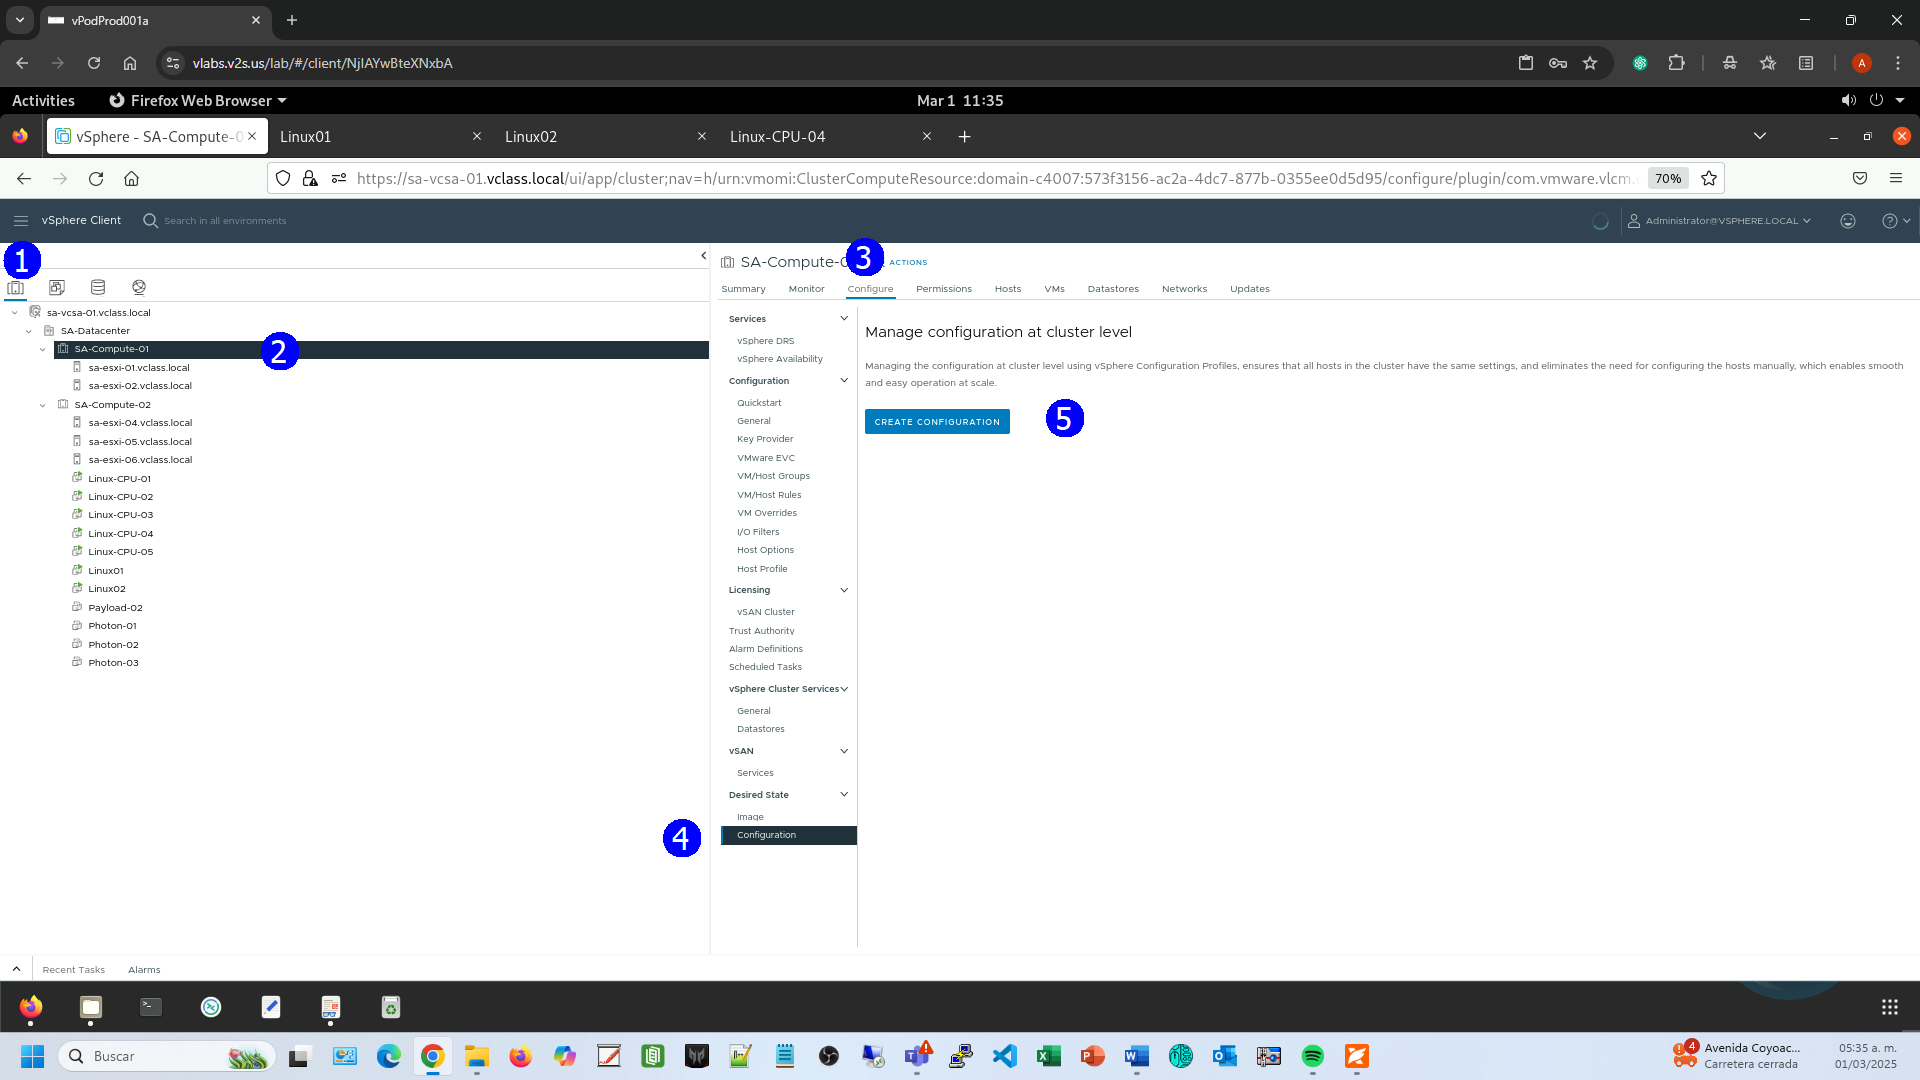 vPodProd001a
vlabs.v2s.us/lab/#/client/NjIAYwBteXNxbA
A
Activities
Firefox Web Browser
Mar 1 11:35
vSphere - SA-Compute-0
Linux01
Linux02
Linux-CPU-04
https://sa-vcsa-01.vclass.local/ui/app/cluster;nav=h/urn:vmomi:ClusterComputeResource:domain-c4007:573f3156-ac2a-4dc7-877b-0355ee0d5d95/configure/plugin/com.vmware.vlcm.
70%
vSphere Client
Search in all environments
Administrator@VSPHERE.LOCAL
1
sa-vcsa-01.vclass.local
SA-Datacenter
SA-Compute-01
2
sa-esxi-01.vclass.local
sa-esxi-02.vclass.local
SA-Compute-02
sa-esxi-04.vclass.local
sa-esxi-05.vclass.local
sa-esxi-06.vclass.local
Linux-CPU-01
Linux-CPU-02
Linux-CPU-03
Linux-CPU-04
Linux-CPU-05
Linux01
Linux02
Payload-02
Photon-01
Photon-02
Photon-03
SA-Compute-0
3
ACTIONS
Summary
Monitor
Configure
Permissions
Hosts
VMs
Datastores
Networks
Updates
Services
vSphere DRS
vSphere Availability
Configuration
Quickstart
General
Key Provider
VMware EVC
VM/Host Groups
VM/Host Rules
VM Overrides
I/O Filters
Host Options
Host Profile
Licensing
vSAN Cluster
Trust Authority
Alarm Definitions
Scheduled Tasks
vSphere Cluster Services
General
Datastores
vSAN
Services
Desired State
Image
4
Configuration
Manage configuration at cluster level
Managing the configuration at cluster level using vSphere Configuration Profiles, ensures that all hosts in the cluster have the same settings, and eliminates the need for configuring the hosts manually, which enables smooth
and easy operation at scale.
CREATE CONFIGURATION
5
Recent Tasks
Alarms
Buscar
4
Avenida Coyoac...
Carretera cerrada
05:35 a. m.
01/03/2025